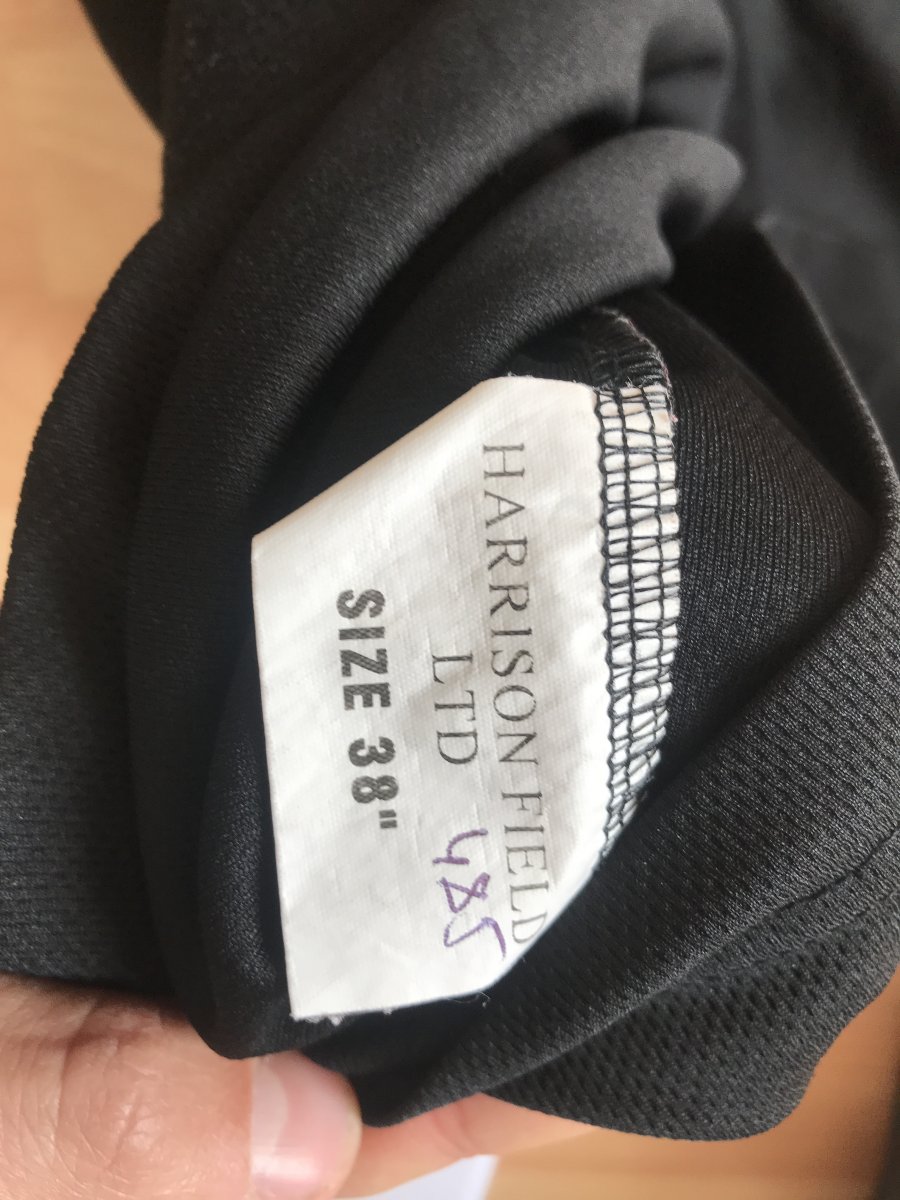 HARRISON FIELD
LTD 485
SIZE 38"